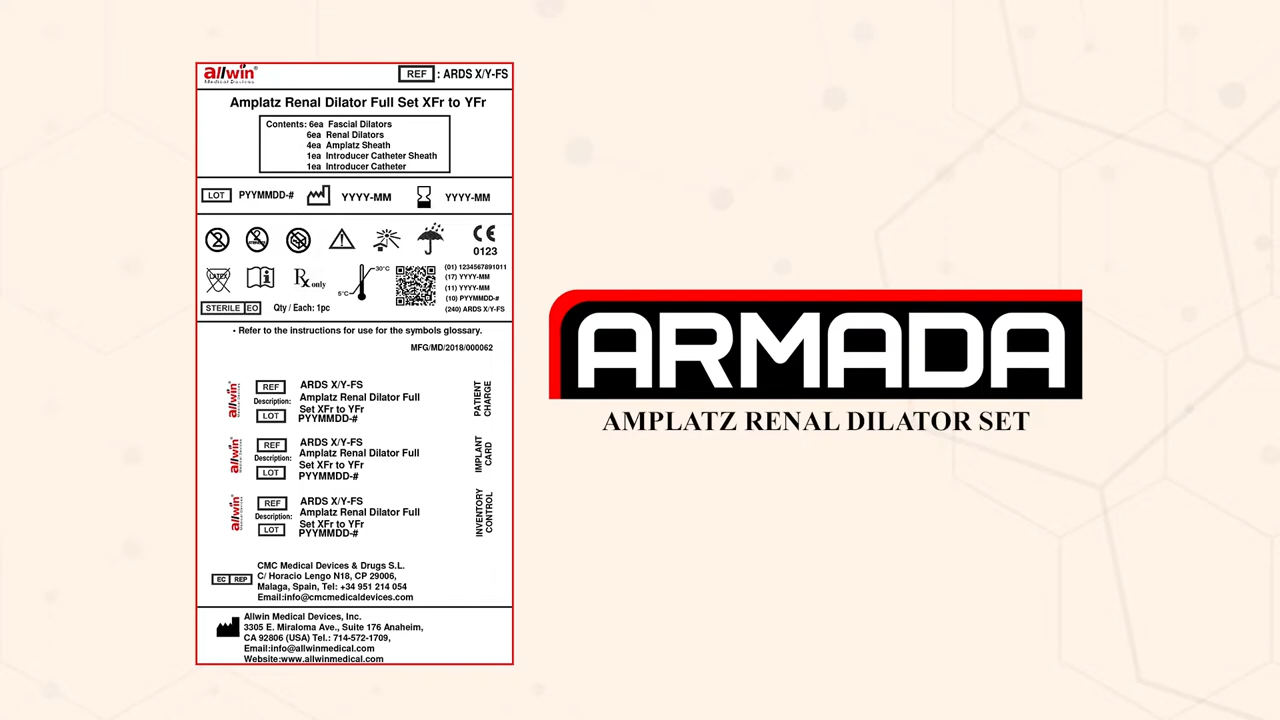 allwin®
Medical Devices
REF : ARDS X/Y-FS
Amplatz Renal Dilator Full Set XFr to YFr
Contents: 6ea Fascial Dilators
6ea Renal Dilators
4ea Amplatz Sheath
1ea Introducer Catheter Sheath
1ea Introducer Catheter
LOT PYYMMDD-# YYYY-MM YYYY-MM
CE
0123
LATEX
Rx only
30°C
5°C
(01) 1234567891011
(17) YYYY-MM
(11) YYYY-MM
(10) PYYMMDD-#
(240) ARDS X/Y-FS
STERILE EO Qty / Each: 1pc
• Refer to the instructions for use for the symbols glossary.
MFG/MD/2018/000062
allwin
REF ARDS X/Y-FS
Description: Amplatz Renal Dilator Full
Set XFr to YFr
LOT PYYMMDD-#
PATIENT
CHARGE
allwin
REF ARDS X/Y-FS
Description: Amplatz Renal Dilator Full
Set XFr to YFr
LOT PYYMMDD-#
IMPLANT
CARD
allwin
REF ARDS X/Y-FS
Description: Amplatz Renal Dilator Full
Set XFr to YFr
LOT PYYMMDD-#
INVENTORY
CONTROL
EC REP
CMC Medical Devices & Drugs S.L.
C/ Horacio Lengo N18, CP 29006,
Malaga, Spain, Tel: +34 951 214 054
Email:info@cmcmedicaldevices.com
Allwin Medical Devices, Inc.
3305 E. Miraloma Ave., Suite 176 Anaheim,
CA 92806 (USA) Tel.: 714-572-1709,
Email:info@allwinmedical.com
Website:www.allwinmedical.com
ARMADA
AMPLATZ RENAL DILATOR SET